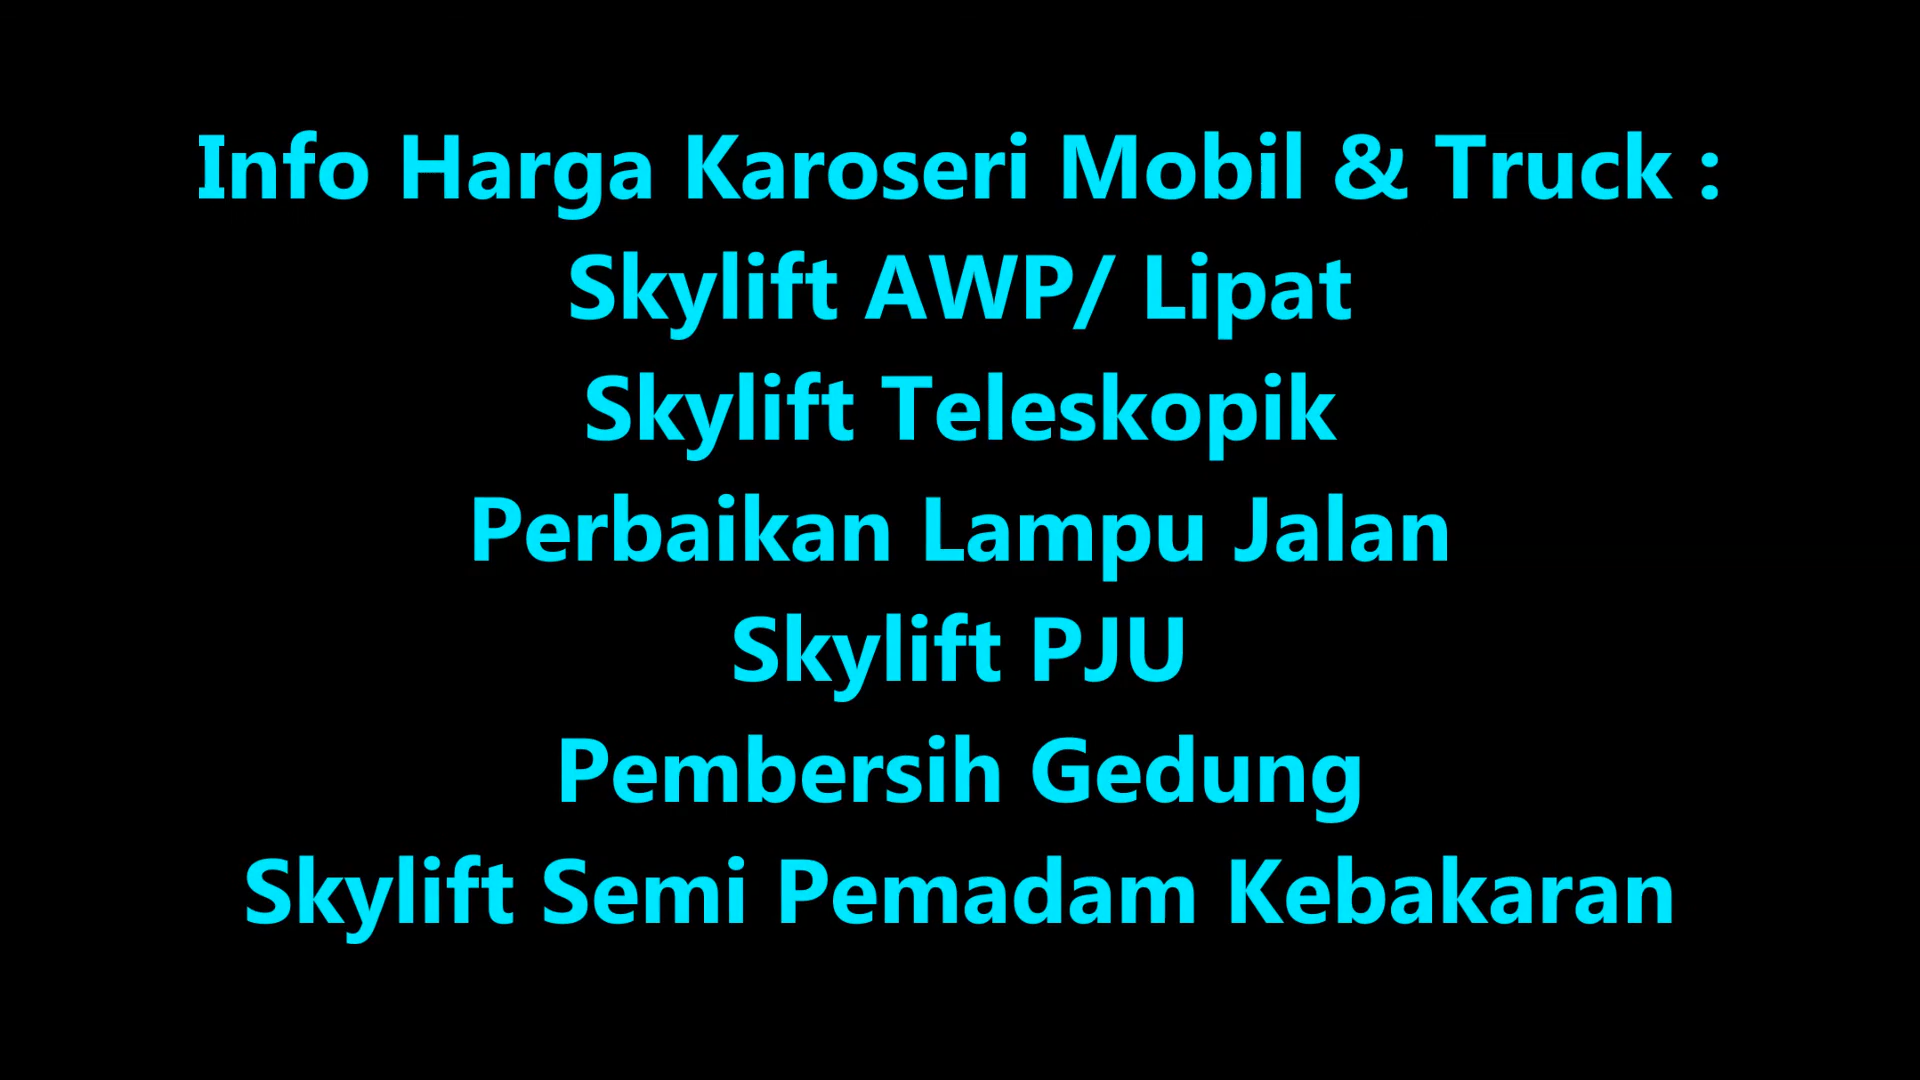 Info Harga Karoseri Mobil & Truck :
Skylift AWP/ Lipat
Skylift Teleskopik
Perbaikan Lampu Jalan
Skylift PJU
Pembersih Gedung
Skylift Semi Pemadam Kebakaran